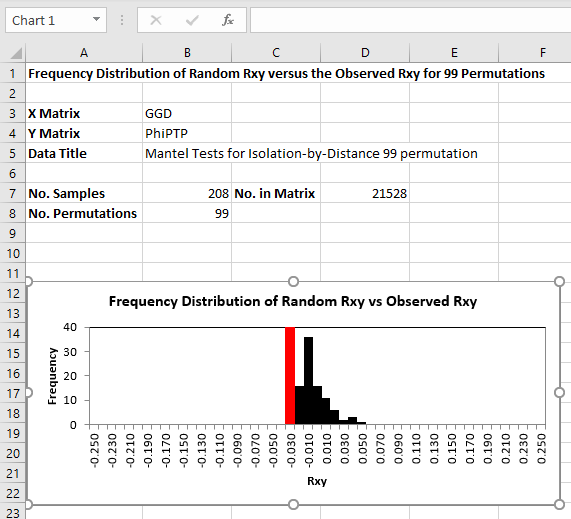 Chart 1 fx
A B C D E F
1 Frequency Distribution of Random Rxy versus the Observed Rxy for 99 Permutations
2
3 X Matrix GGD
4 Y Matrix PhiPTP
5 Data Title Mantel Tests for Isolation-by-Distance 99 permutation
6
7 No. Samples 208 No. in Matrix 21528
8 No. Permutations 99
9
10
11
12
13
14
15
16
17
18
19
20
21
22
23
Frequency Distribution of Random Rxy vs Observed Rxy
40
30
20
10
0
Frequency
-0.250 -0.230 -0.210 -0.190 -0.170 -0.150 -0.130 -0.110 -0.090 -0.070 -0.050 -0.030 -0.010 0.010 0.030 0.050 0.070 0.090 0.110 0.130 0.150 0.170 0.190 0.210 0.230 0.250
Rxy